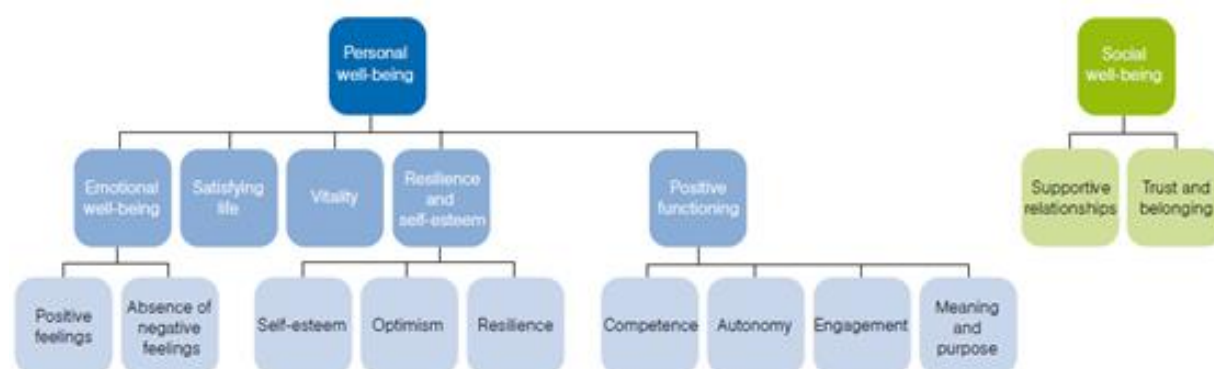 Personal
well-being
Social
well-being
Emotional
well-being
Satisfying
life
Vitality
Resilience
and
self-esteem
Positive
functioning
Supportive
relationships
Trust and
belonging
Positive
feelings
Absence of
negative
feelings
Self-esteem
Optimism
Resilience
Competence
Autonomy
Engagement
Meaning
and
purpose